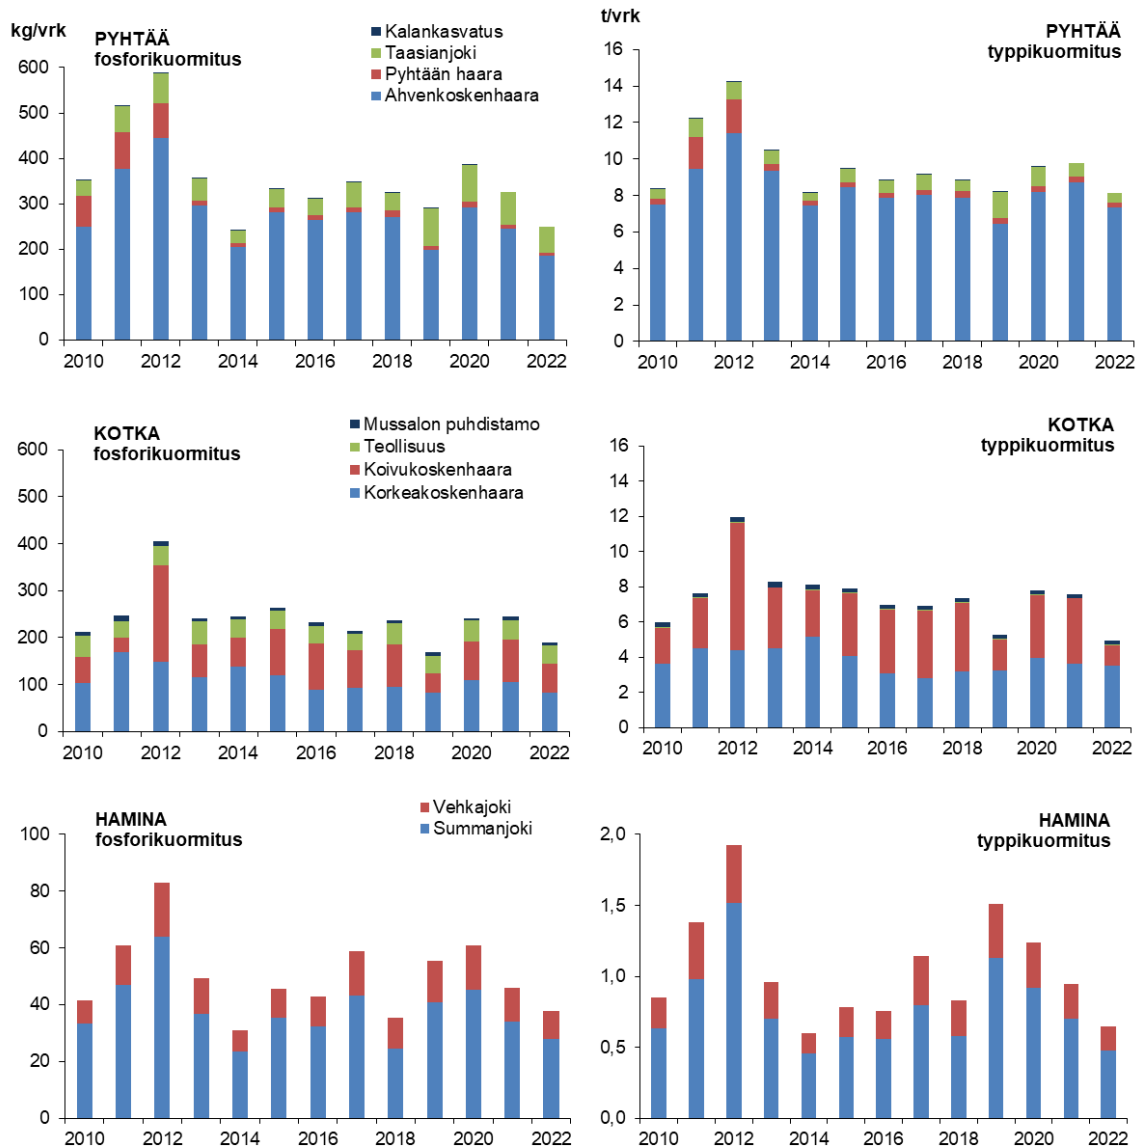 kg/vrk
PYHTÄÄ
fosforikuormitus
Kalankasvatus
Taasianjoki
Pyhtään haara
Ahvenkoskenhaara
600
500
400
300
200
100
0
2010 2012 2014 2016 2018 2020 2022
t/vrk
PYHTÄÄ
typpikuormitus
16
14
12
10
8
6
4
2
0
2010 2012 2014 2016 2018 2020 2022
KOTKA
fosforikuormitus
Mussalon puhdistamo
Teollisuus
Koivukoskenhaara
Korkeakoskenhaara
600
500
400
300
200
100
0
2010 2012 2014 2016 2018 2020 2022
KOTKA
typpikuormitus
16
14
12
10
8
6
4
2
0
2010 2012 2014 2016 2018 2020 2022
HAMINA
fosforikuormitus
Vehkajoki
Summanjoki
100
80
60
40
20
0
2010 2012 2014 2016 2018 2020 2022
HAMINA
typpikuormitus
2,0
1,5
1,0
0,5
0,0
2010 2012 2014 2016 2018 2020 2022